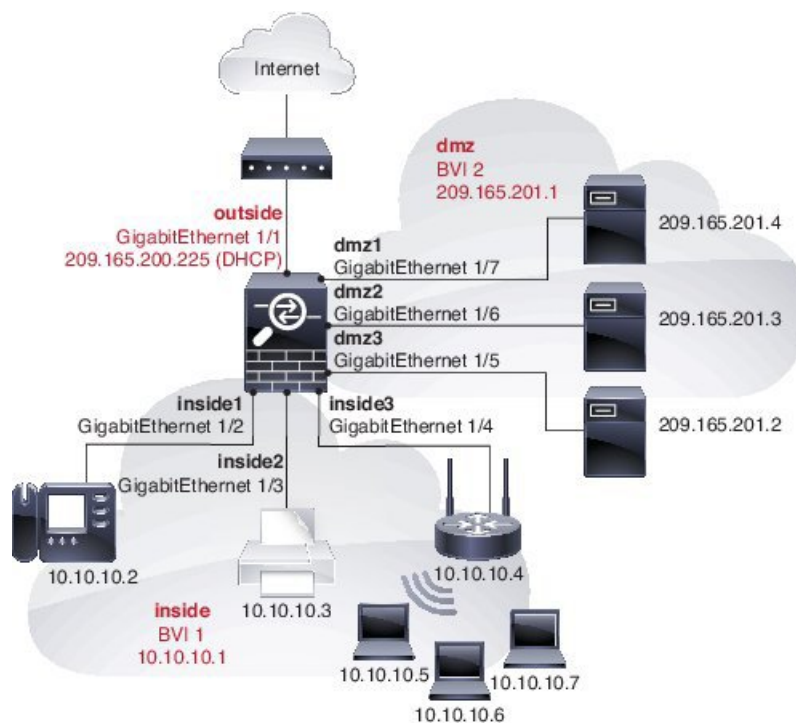 Internet
dmz
BVI 2
209.165.201.1
outside
GigabitEthernet 1/1
209.165.200.225 (DHCP)
dmz1
GigabitEthernet 1/7
209.165.201.4
dmz2
GigabitEthernet 1/6
209.165.201.3
dmz3
GigabitEthernet 1/5
209.165.201.2
inside1
GigabitEthernet 1/2
inside3
GigabitEthernet 1/4
inside2
GigabitEthernet 1/3
10.10.10.2
10.10.10.3
10.10.10.4
inside
BVI 1
10.10.10.1
10.10.10.5
10.10.10.6
10.10.10.7